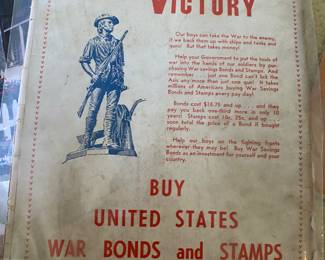 VICTORY
Our boys can take the War to the enemy,
if we back them up with ships and tanks and
guns! But that takes money!
Help your Government to put the tools of
war into the hands of our soldiers by pur-
chasing War savings Bonds and Stamps. And
remember . . . just one Bond can't lick the
Axis any more than just one gun! It takes
millions of Americans buying War Savings
Bonds and Stamps every pay day!
Bonds cost $18.75 and up . . . and they
pay you back one-third more in only 10
years! Stamps cost 10c, 25c, and up . . .
soon total the price of a Bond if bought
regularly.
Help our boys on the fighting fronts
wherever they may be! Buy War Savings
Bonds as an investment for yourself and your
country.
BUY
UNITED STATES
WAR BONDS and STAMPS